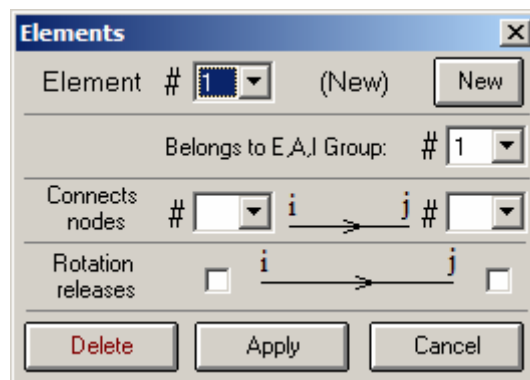 Elements
Element # 1 (New) New
Belongs to E,A,I Group: # 1
Connects
nodes # i j #
Rotation
releases i j
Delete Apply Cancel